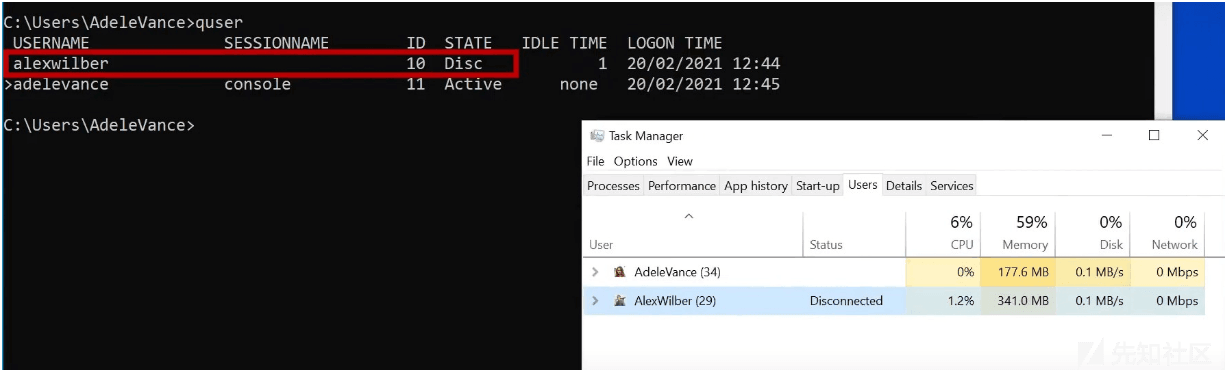 C:\Users\AdeleVance>quser
USERNAME SESSIONNAME ID STATE IDLE TIME LOGON TIME
alexwilber 10 Disc 1 20/02/2021 12:44
>adelevance console 11 Active none 20/02/2021 12:45
C:\Users\AdeleVance>
Task Manager
File Options View
Processes Performance App history Start-up Users Details Services
6% 59% 0% 0%
User Status CPU Memory Disk Network
AdeleVance (34) 0% 177.6 MB 0.1 MB/s 0 Mbps
AlexWilber (29) Disconnected 1.2% 341.0 MB 0.1 MB/s 0 Mbps
先知社区